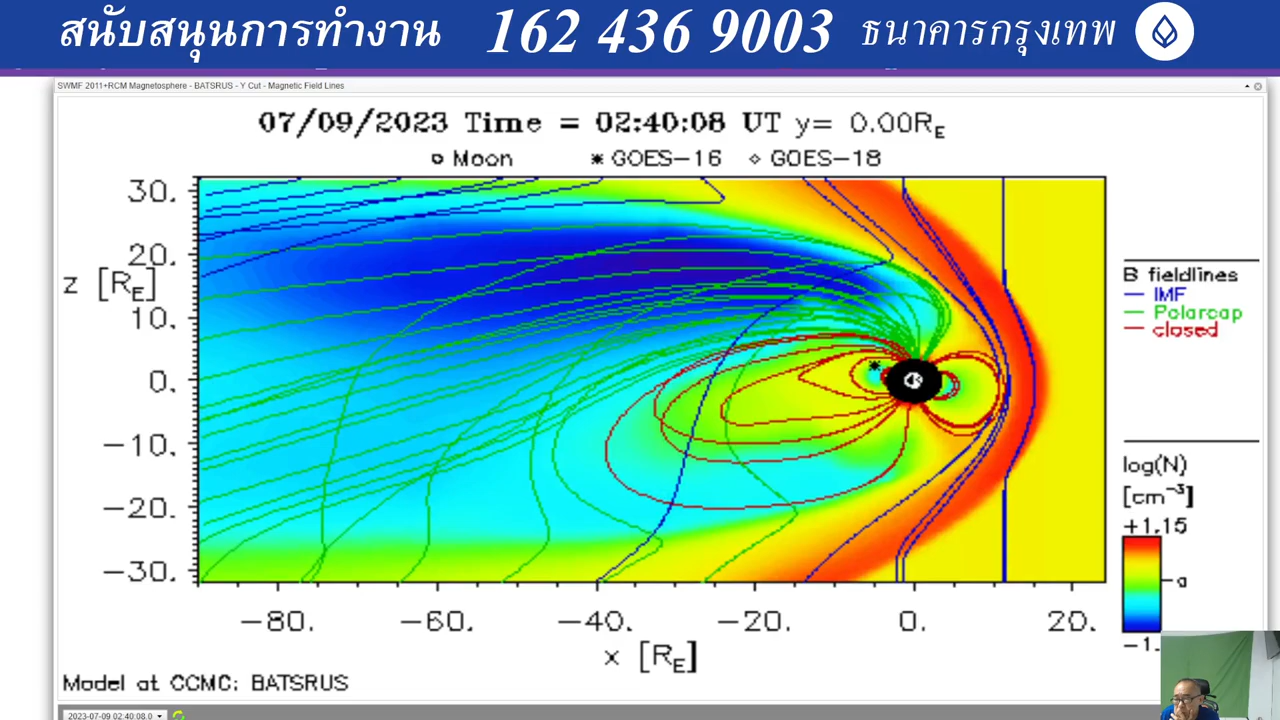 สนับสนุนการทำงาน 162 436 9003 ธนาคารกรุงเทพ
SWMF 2011+RCM Magnetosphere - BATSRUS - Y Cut - Magnetic Field Lines
07/09/2023 Time = 02:40:08 UT y= 0.00RE
Moon GOES-16 GOES-18
30.
20.
z [RE]
10.
0.
-10.
-20.
-30.
B fieldlines
IMF
Polarcap
closed
log(N)
[cm-3]
+1.15
-1.
-80. -60. -40. -20. 0. 20.
x [RE]
Model at CCMC: BATSRUS
2023-07-09 02:40:08.0